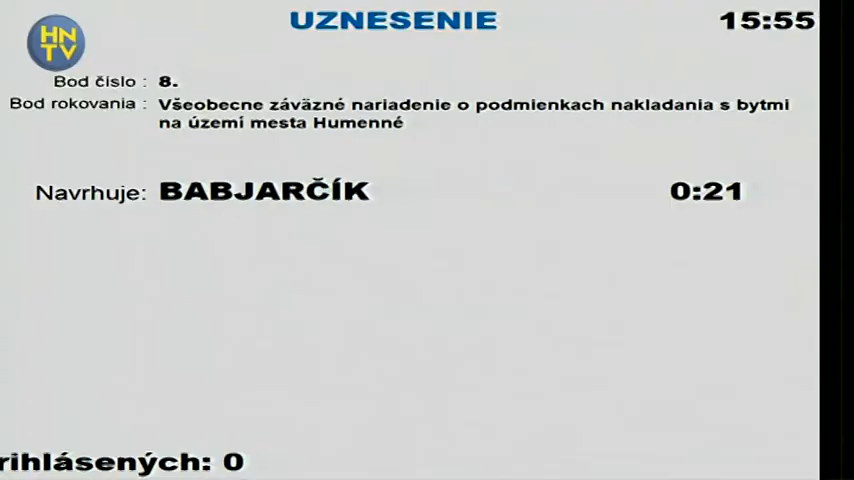 HN
TV
UZNESENIE
15:55
Bod číslo : 8.
Bod rokovania : Všeobecne záväzné nariadenie o podmienkach nakladania s bytmi
na území mesta Humenné
Navrhuje: BABJARČÍK 0:21
rihlásených: 0